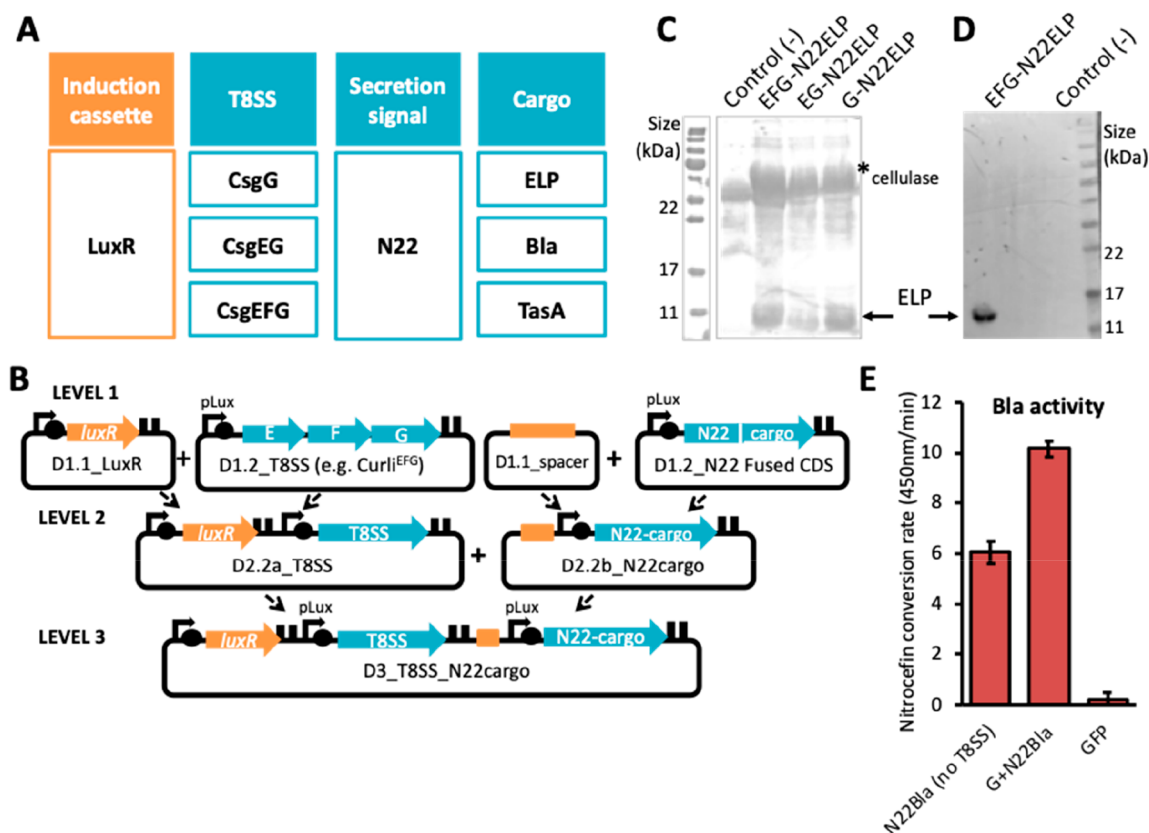 A
Induction
cassette
T8SS
Secretion
signal
Cargo
LuxR
CsgG
CsgEG
CsgEFG
N22
ELP
Bla
TasA
B
LEVEL 1
luxR
D1.1_LuxR
+
pLux
E
F
G
D1.2_T8SS (e.g. Curli^EFG)
D1.1_spacer
+
pLux
N22
cargo
D1.2_N22 Fused CDS
LEVEL 2
luxR
T8SS
D2.2a_T8SS
+
N22-cargo
D2.2b_N22cargo
LEVEL 3
luxR
pLux
T8SS
pLux
N22-cargo
D3_T8SS_N22cargo
C
Control (-)
EFG-N22ELP
EG-N22ELP
G-N22ELP
Size
(kDa)
22
17
11
* cellulase
ELP
D
EFG-N22ELP
Control (-)
Size
(kDa)
22
17
11
E
Bla activity
Nitrocefin conversion rate (450nm/min)
12
10
8
6
4
2
0
N22Bla (no T8SS)
G+N22Bla
GFP